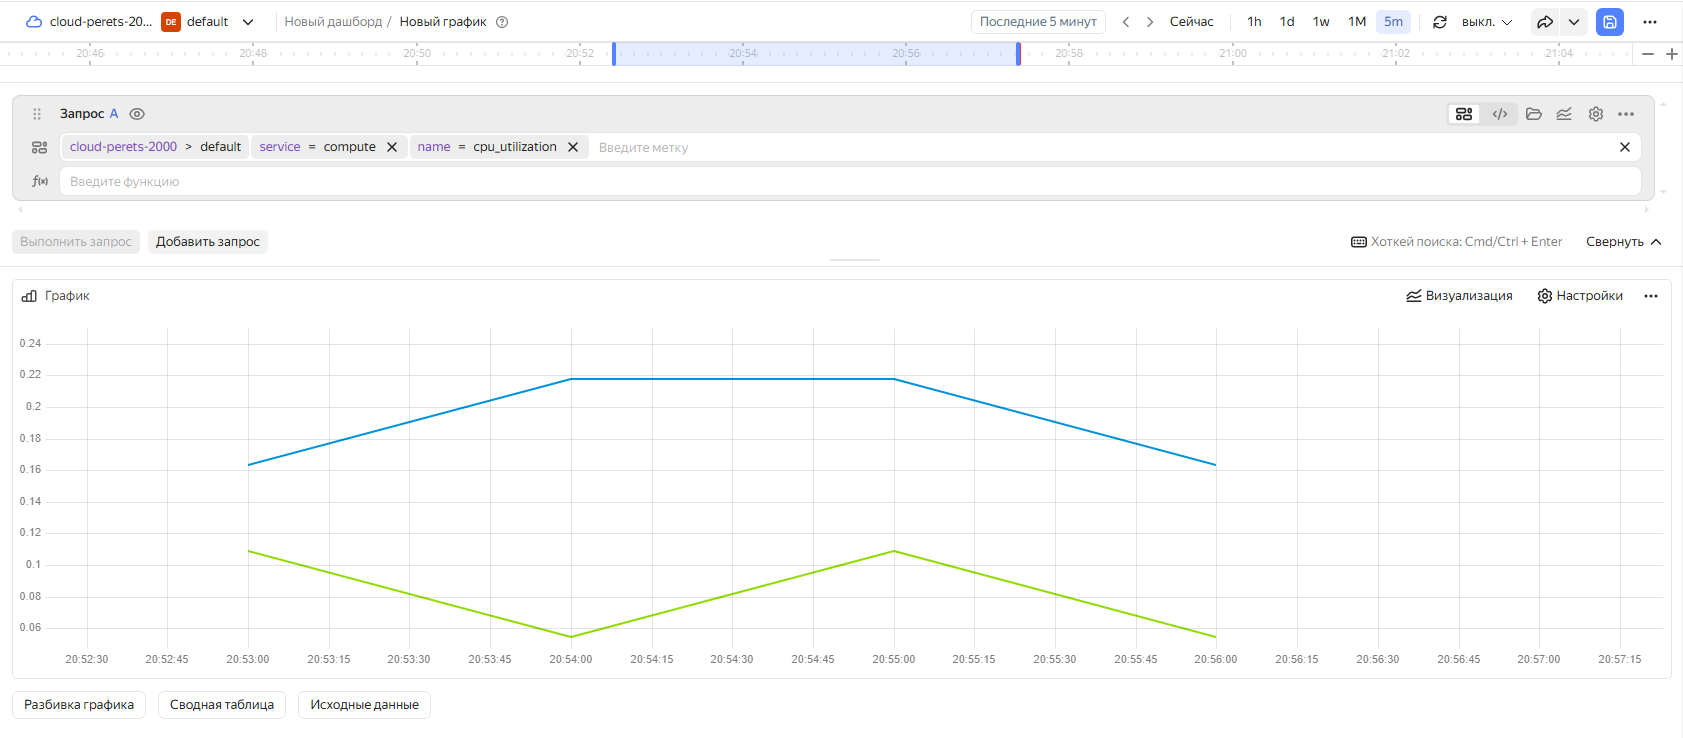 cloud-perets-20... DE default Новый дашборд / Новый график Последние 5 минут Сейчас 1h 1d 1w 1M 5m выкл.
20:46 20:48 20:50 20:52 20:54 20:56 20:58 21:00 21:02 21:04
Запрос A
cloud-perets-2000 > default service = compute name = cpu_utilization Введите метку
f(x) Введите функцию
Выполнить запрос Добавить запрос Хоткей поиска: Cmd/Ctrl + Enter Свернуть
График Визуализация Настройки
0.24
0.22
0.2
0.18
0.16
0.14
0.12
0.1
0.08
0.06
20:52:30 20:52:45 20:53:00 20:53:15 20:53:30 20:53:45 20:54:00 20:54:15 20:54:30 20:54:45 20:55:00 20:55:15 20:55:30 20:55:45 20:56:00 20:56:15 20:56:30 20:56:45 20:57:00 20:57:15
Разбивка графика Сводная таблица Исходные данные